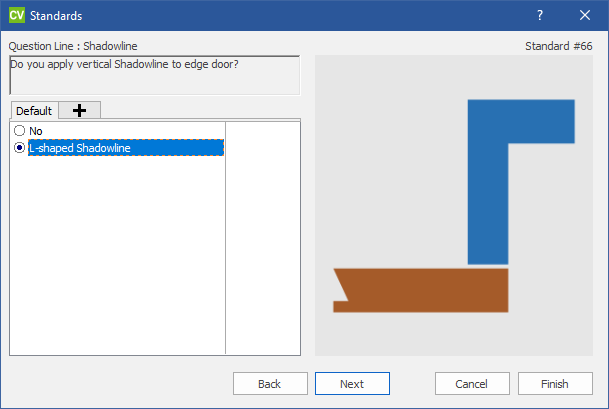 CV Standards ?
Question Line : Shadowline Standard #66
Do you apply vertical Shadowline to edge door?
Default
No
L-shaped Shadowline
Back Next Cancel Finish